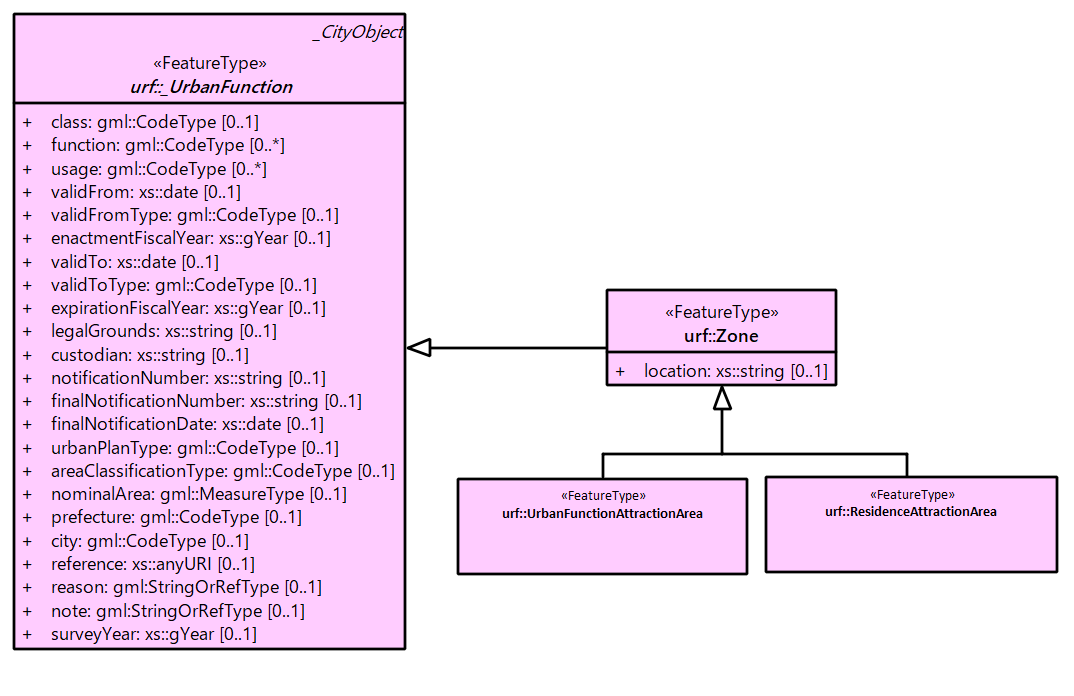 _CityObject
«FeatureType»
urf::_UrbanFunction
+ class: gml::CodeType [0..1]
+ function: gml::CodeType [0..*]
+ usage: gml::CodeType [0..*]
+ validFrom: xs::date [0..1]
+ validFromType: gml::CodeType [0..1]
+ enactmentFiscalYear: xs::gYear [0..1]
+ validTo: xs::date [0..1]
+ validToType: gml::CodeType [0..1]
+ expirationFiscalYear: xs::gYear [0..1]
+ legalGrounds: xs::string [0..1]
+ custodian: xs::string [0..1]
+ notificationNumber: xs::string [0..1]
+ finalNotificationNumber: xs::string [0..1]
+ finalNotificationDate: xs::date [0..1]
+ urbanPlanType: gml::CodeType [0..1]
+ areaClassificationType: gml::CodeType [0..1]
+ nominalArea: gml::MeasureType [0..1]
+ prefecture: gml::CodeType [0..1]
+ city: gml::CodeType [0..1]
+ reference: xs::anyURI [0..1]
+ reason: gml:StringOrRefType [0..1]
+ note: gml:StringOrRefType [0..1]
+ surveyYear: xs::gYear [0..1]
«FeatureType»
urf::Zone
+ location: xs::string [0..1]
«FeatureType»
urf::UrbanFunctionAttractionArea
«FeatureType»
urf::ResidenceAttractionArea